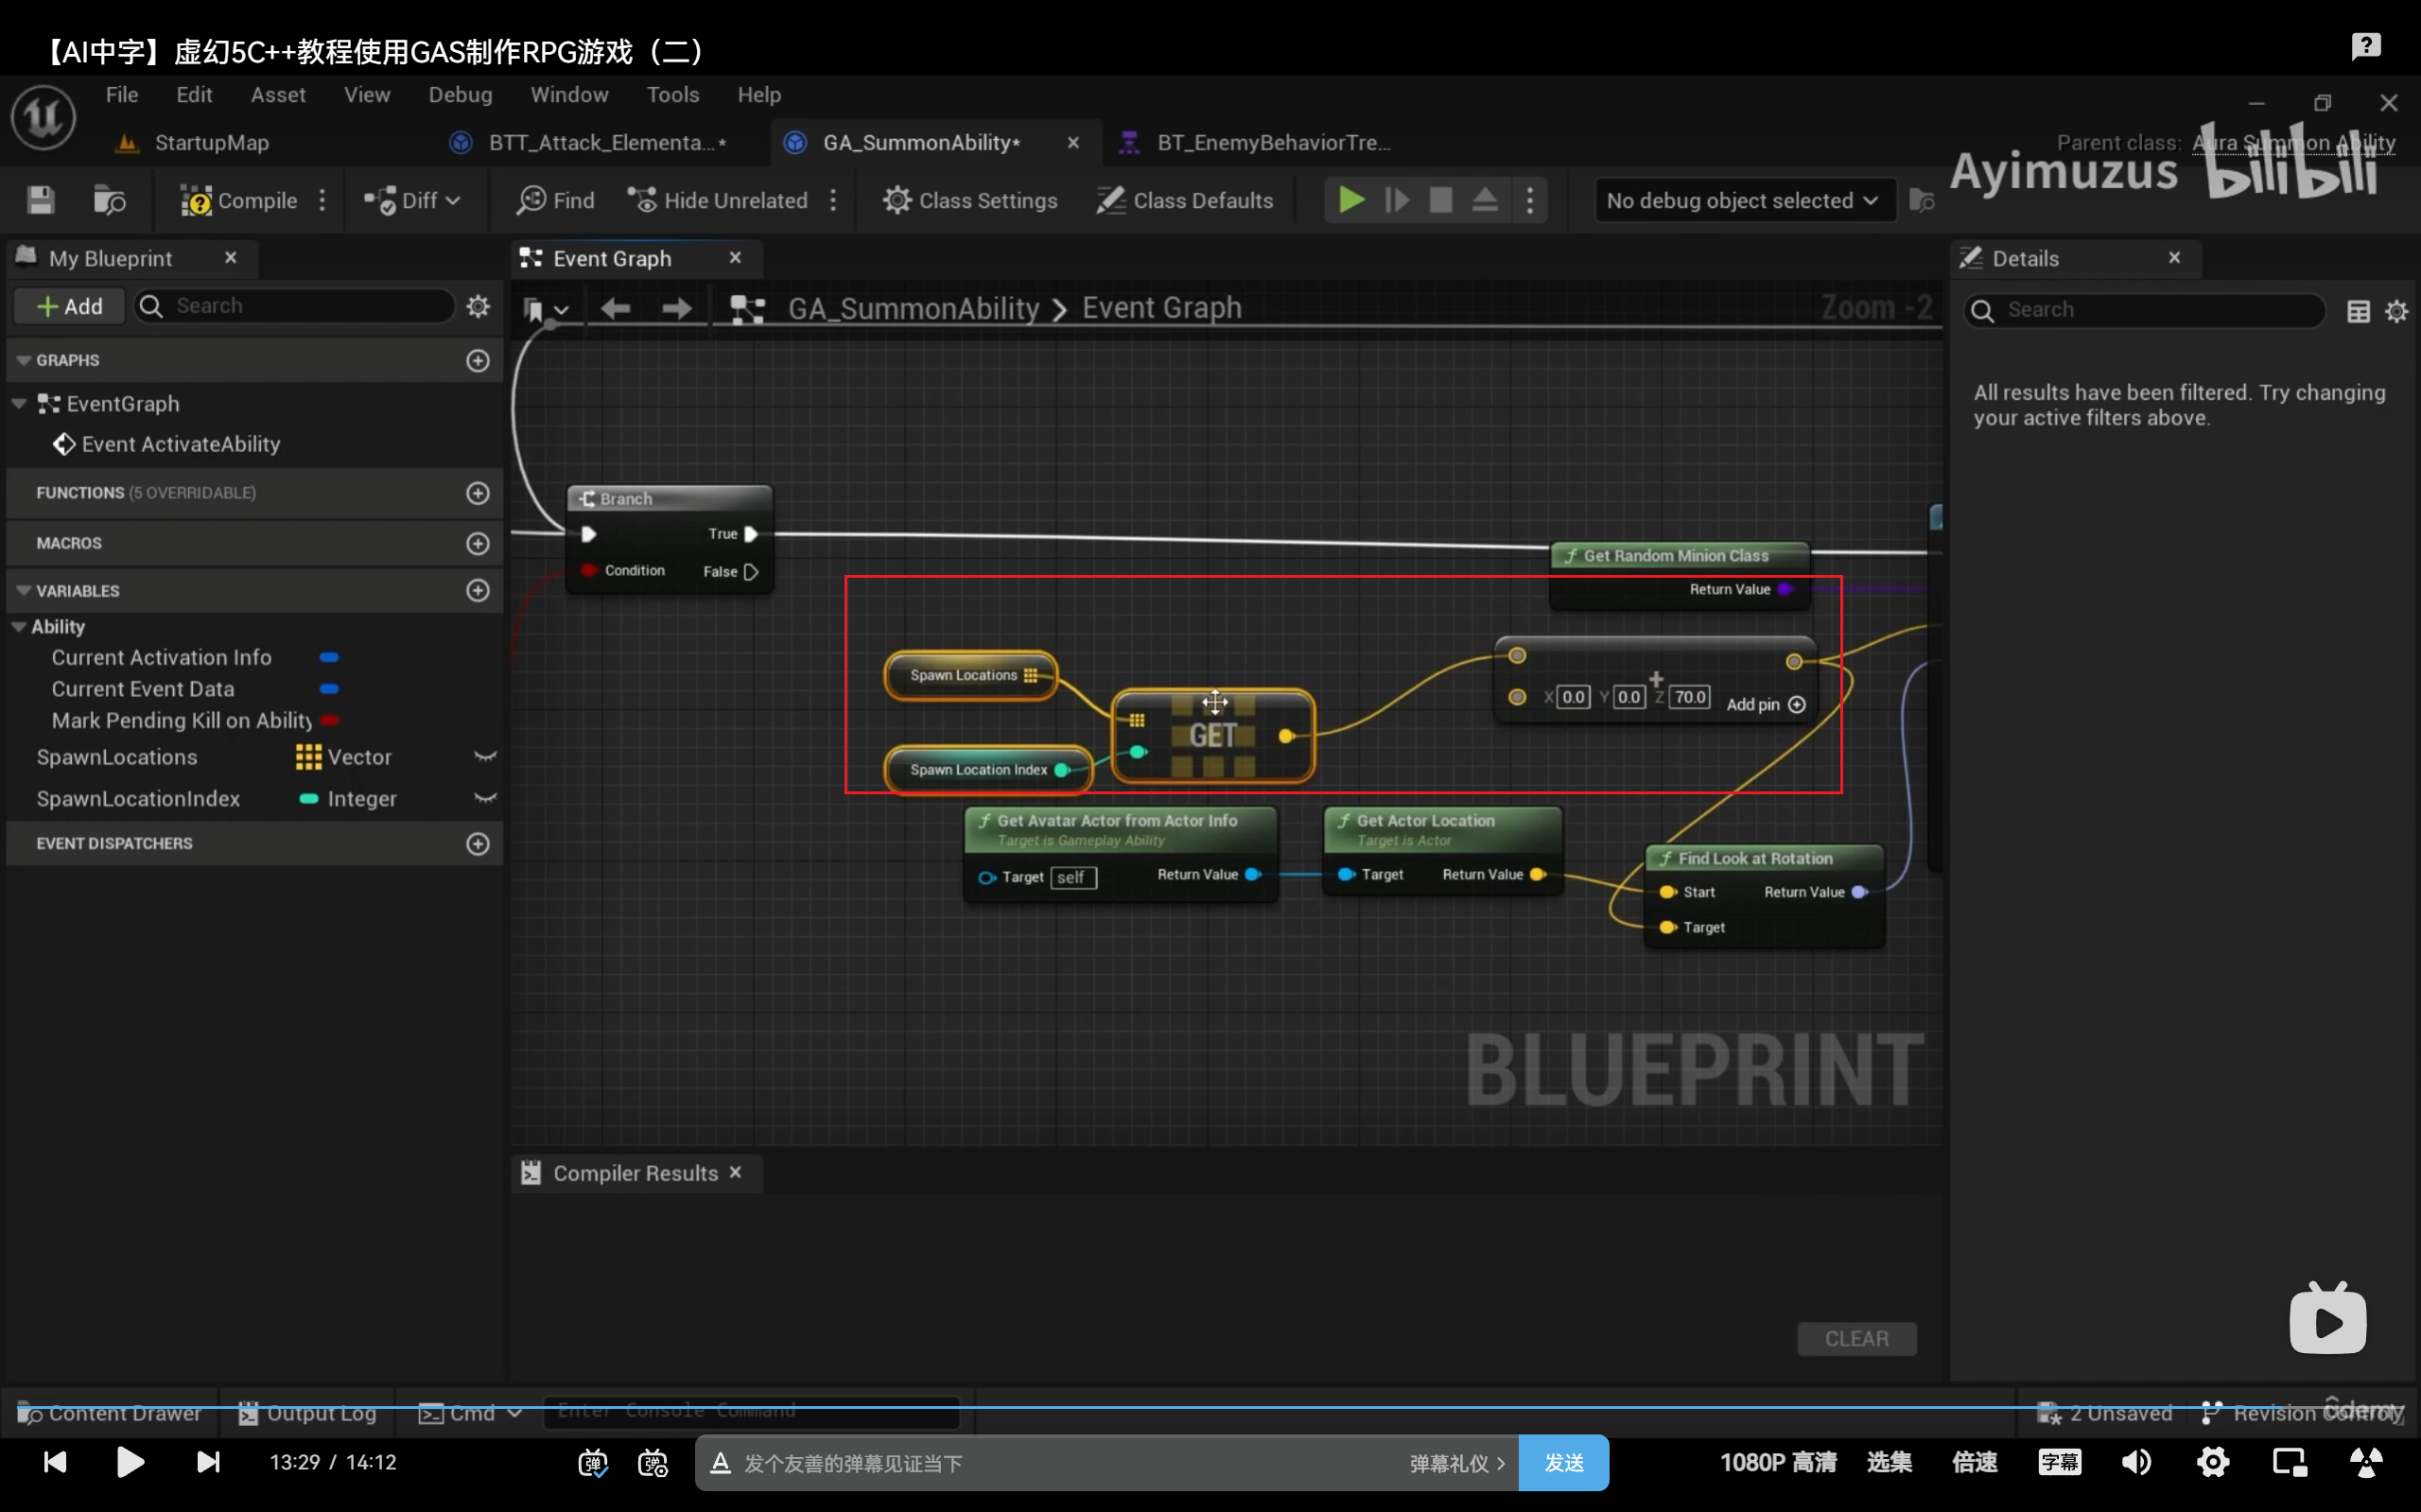 【AI中字】虚幻5C++教程使用GAS制作RPG游戏（二）
File Edit Asset View Debug Window Tools Help
StartupMap
BTT_Attack_Elementa...*
GA_SummonAbility*
BT_EnemyBehaviorTre...
Parent class: Aura Summon Ability
Ayimuzus bilibili
Compile
Diff
Find
Hide Unrelated
Class Settings
Class Defaults
No debug object selected
My Blueprint
Event Graph
Details
Add
Search
GA_SummonAbility > Event Graph
Zoom -2
Search
All results have been filtered. Try changing
your active filters above.
GRAPHS
EventGraph
Event ActivateAbility
FUNCTIONS (5 OVERRIDABLE)
MACROS
VARIABLES
Ability
Current Activation Info
Current Event Data
Mark Pending Kill on Ability
SpawnLocations Vector
SpawnLocationIndex Integer
EVENT DISPATCHERS
Branch
True
Condition False
Get Random Minion Class
Return Value
Spawn Locations
GET
Spawn Location Index
X 0.0 Y 0.0 Z 70.0 Add pin
Get Avatar Actor from Actor Info
Target is Gameplay Ability
Target self Return Value
Get Actor Location
Target is Actor
Target Return Value
Find Look at Rotation
Start Return Value
Target
BLUEPRINT
Compiler Results
CLEAR
Content Drawer
Output Log
Cmd
Enter Console Command
2 Unsaved
Revision Control
Udemy
13:29 / 14:12
弹
弹
发个友善的弹幕见证当下
弹幕礼仪 >
发送
1080P 高清
选集
倍速
字幕